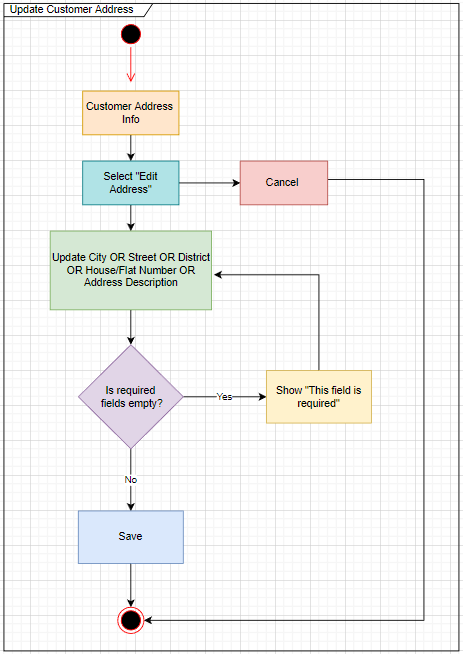 Update Customer Address
Customer Address
Info
Select "Edit
Address"
Cancel
Update City OR Street OR District
OR House/Flat Number OR
Address Description
Is required
fields empty?
Yes
Show "This field is
required"
No
Save